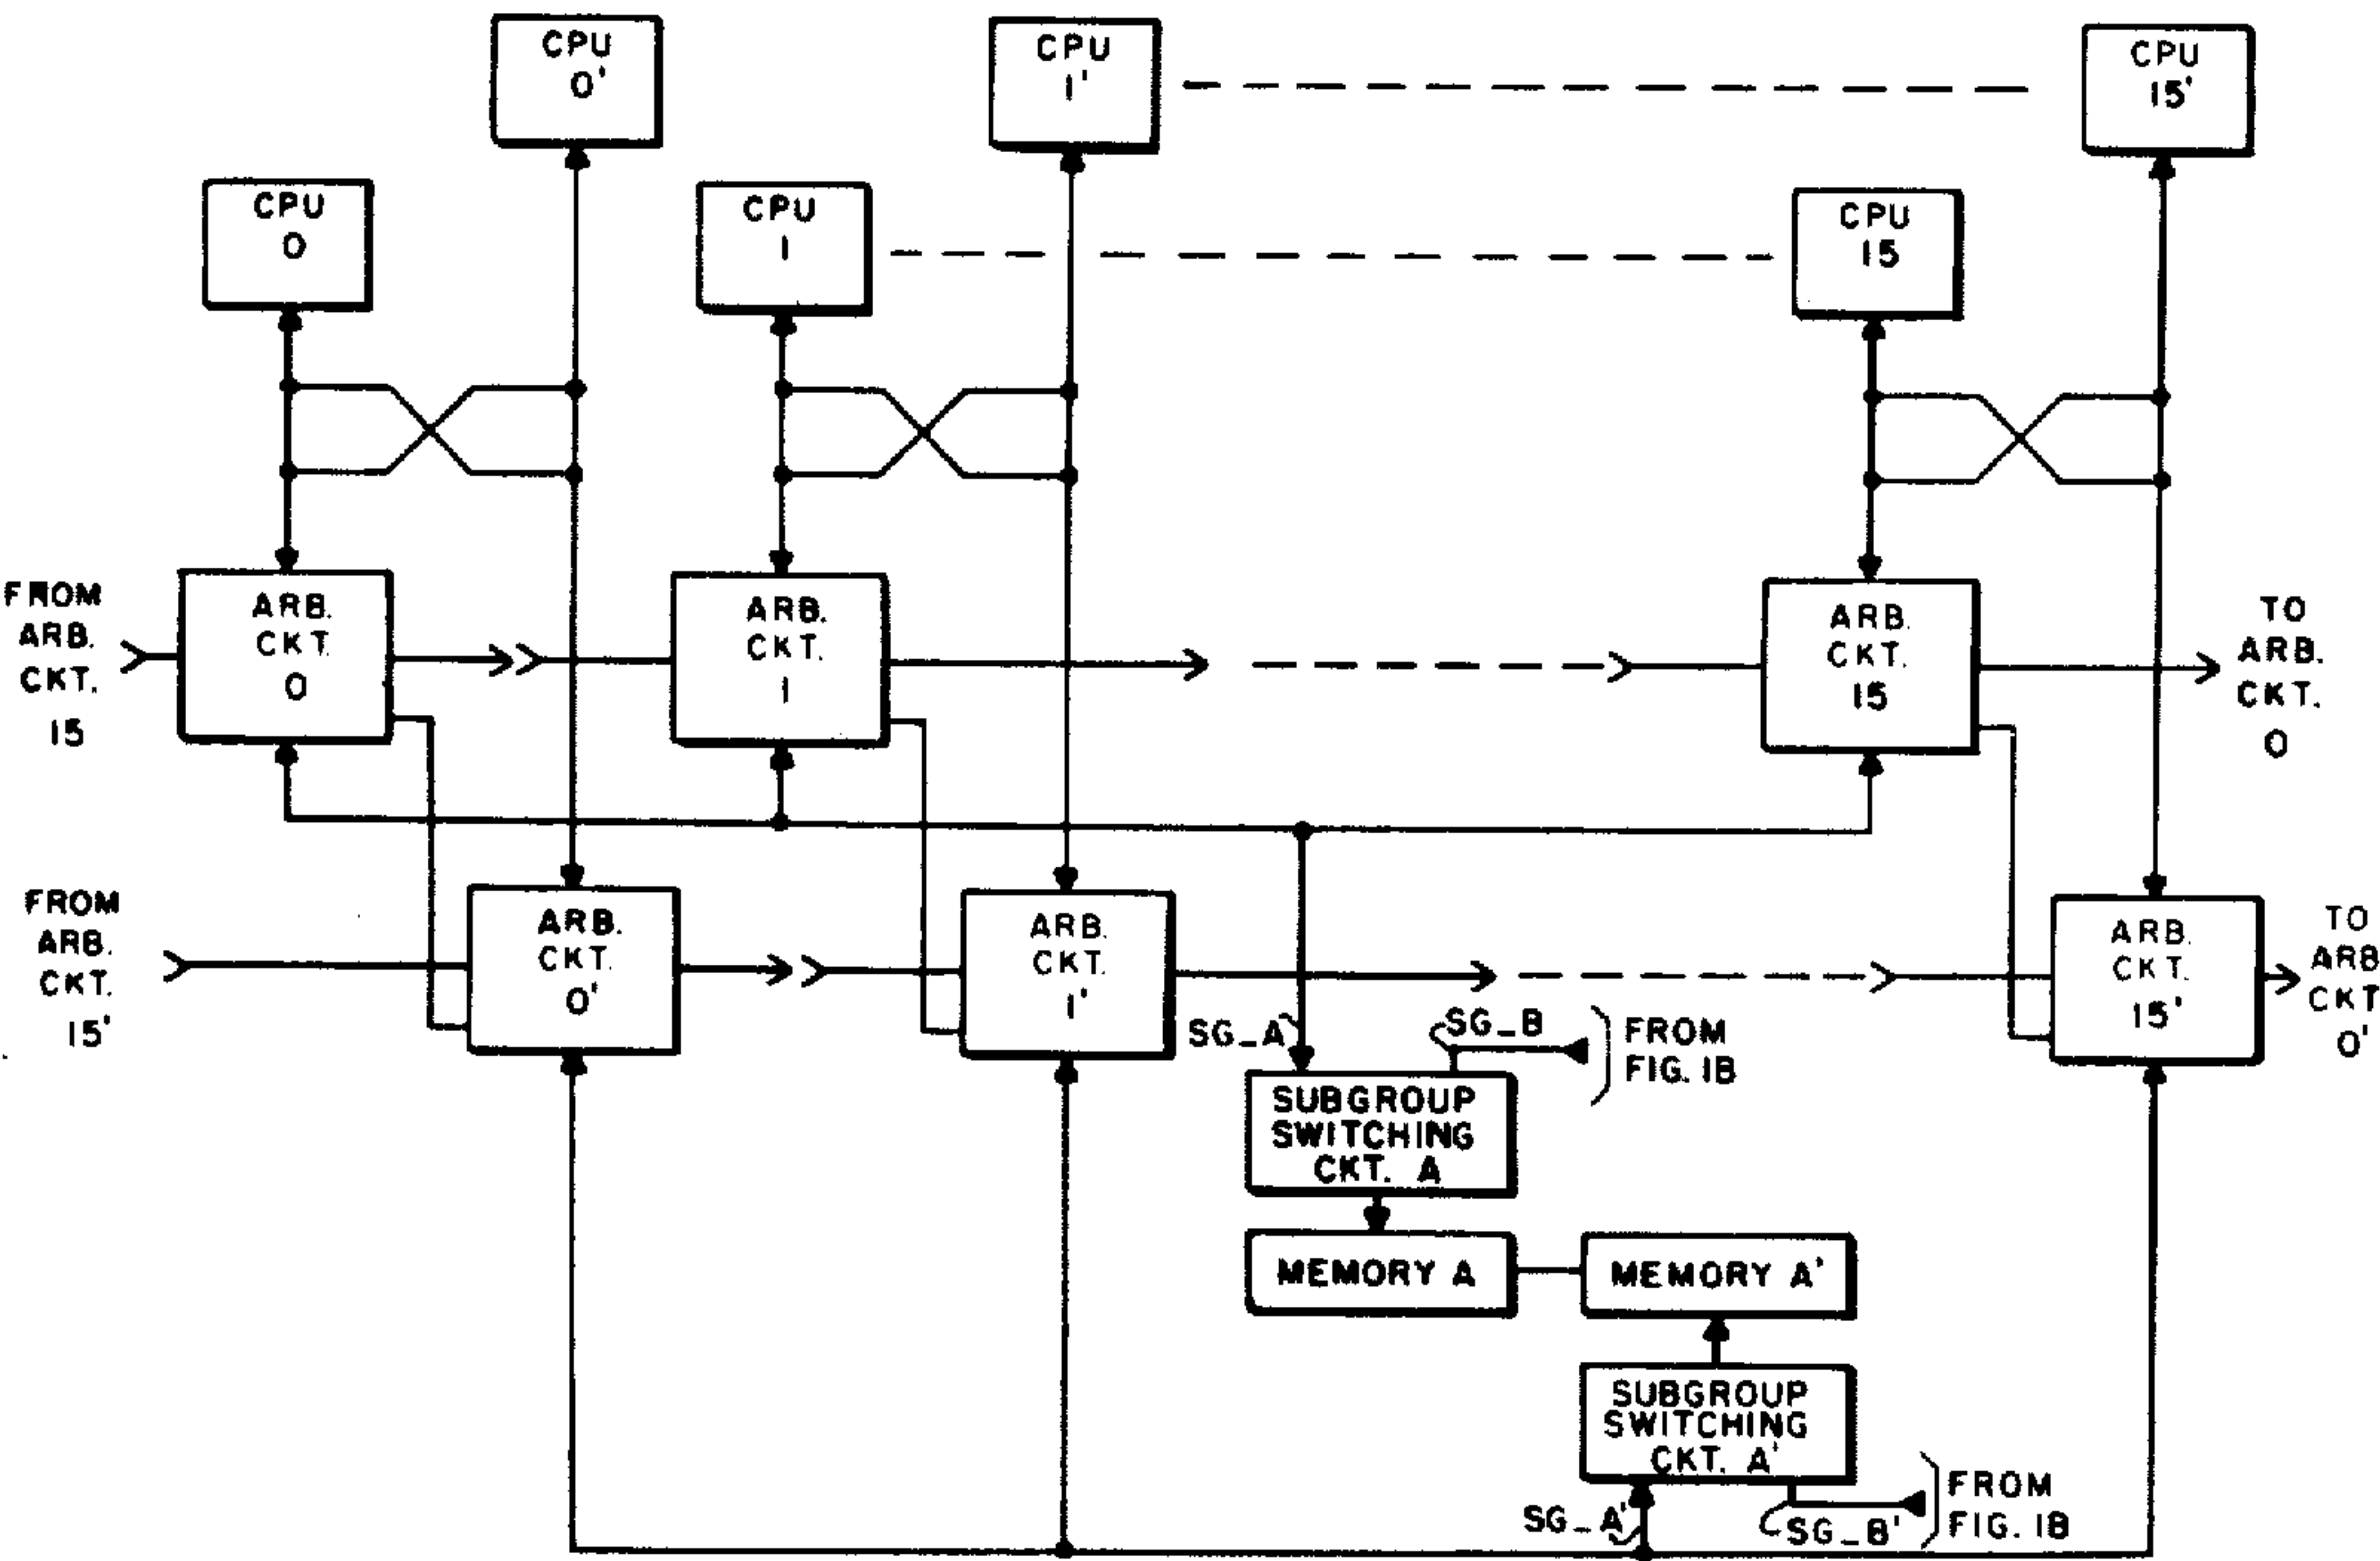 CPU
0'
CPU
1'
CPU
15'
CPU
0
CPU
1
CPU
15
FROM
ARB.
CKT.
15
ARB.
CKT.
0
ARB.
CKT.
1
ARB.
CKT.
15
TO
ARB.
CKT.
0
FROM
ARB.
CKT.
15'
ARB.
CKT.
0'
ARB.
CKT.
1'
ARB.
CKT.
15'
TO
ARB
CKT
0'
SG_A
SG_B
FROM
FIG. 1B
SUBGROUP
SWITCHING
CKT. A
MEMORY A
MEMORY A'
SUBGROUP
SWITCHING
CKT. A'
SG_A'
SG_B'
FROM
FIG. 1B